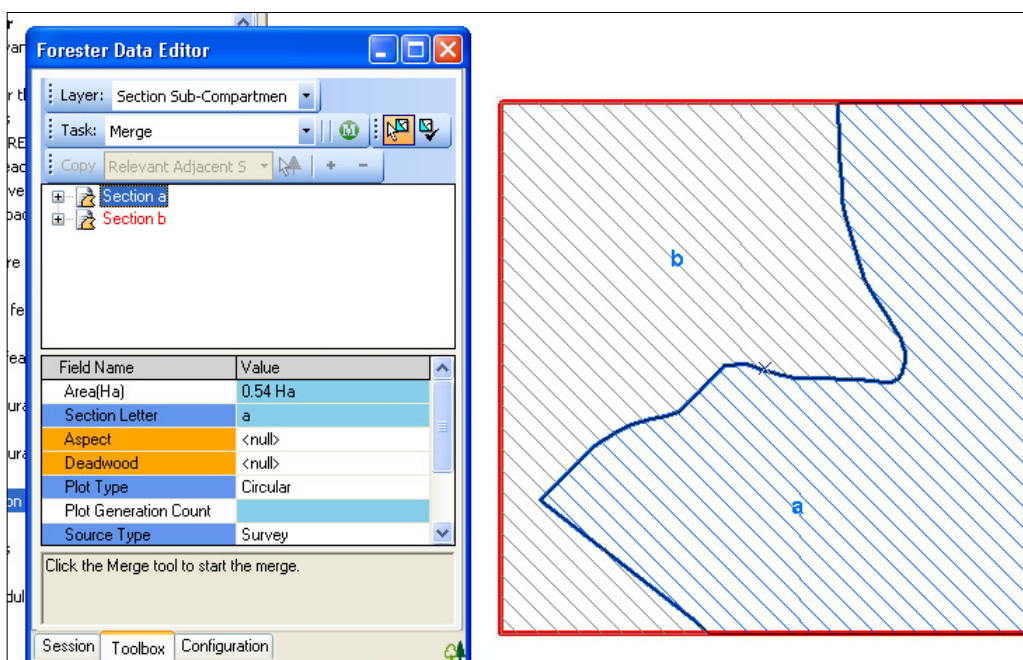 Forester Data Editor
Layer: Section Sub-Compartmen
Task: Merge
M
Copy Relevant Adjacent S + -
Section a
Section b
Field Name Value
Area(Ha) 0.54 Ha
Section Letter a
Aspect <null>
Deadwood <null>
Plot Type Circular
Plot Generation Count
Source Type Survey
Click the Merge tool to start the merge.
Session Toolbox Configuration
b
a